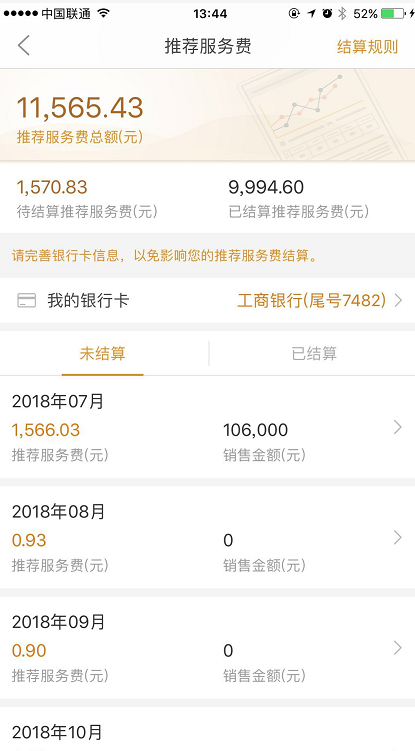 中国联通 13:44 52%
推荐服务费 结算规则
11,565.43
推荐服务费总额(元)
1,570.83 9,994.60
待结算推荐服务费(元) 已结算推荐服务费(元)
请完善银行卡信息，以免影响您的推荐服务费结算。
我的银行卡 工商银行(尾号7482)
未结算 已结算
2018年07月
1,566.03 106,000
推荐服务费(元) 销售金额(元)
2018年08月
0.93 0
推荐服务费(元) 销售金额(元)
2018年09月
0.90 0
推荐服务费(元) 销售金额(元)
2018年10月